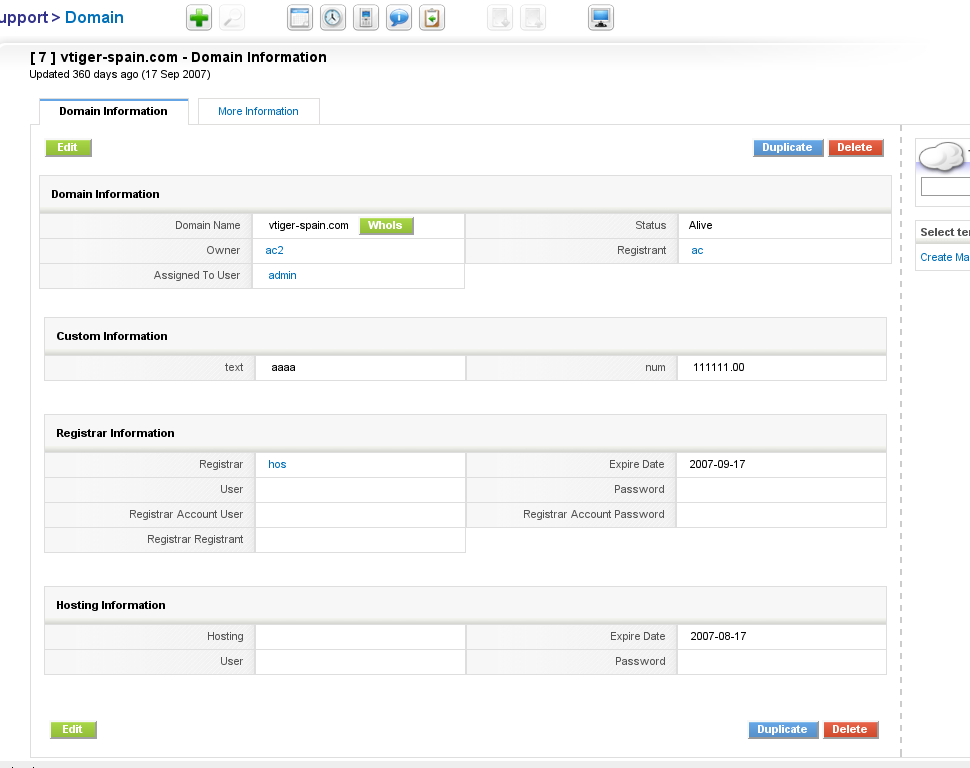 upport > Domain
[ 7 ] vtiger-spain.com - Domain Information
Updated 360 days ago (17 Sep 2007)
Domain Information More Information
Edit Duplicate Delete
Domain Information
Domain Name vtiger-spain.com WhoIs Status Alive
Owner ac2 Registrant ac
Assigned To User admin
Select te
Create Ma
Custom Information
text aaaa num 111111.00
Registrar Information
Registrar hos Expire Date 2007-09-17
User Password
Registrar Account User Registrar Account Password
Registrar Registrant
Hosting Information
Hosting Expire Date 2007-08-17
User Password
Edit Duplicate Delete